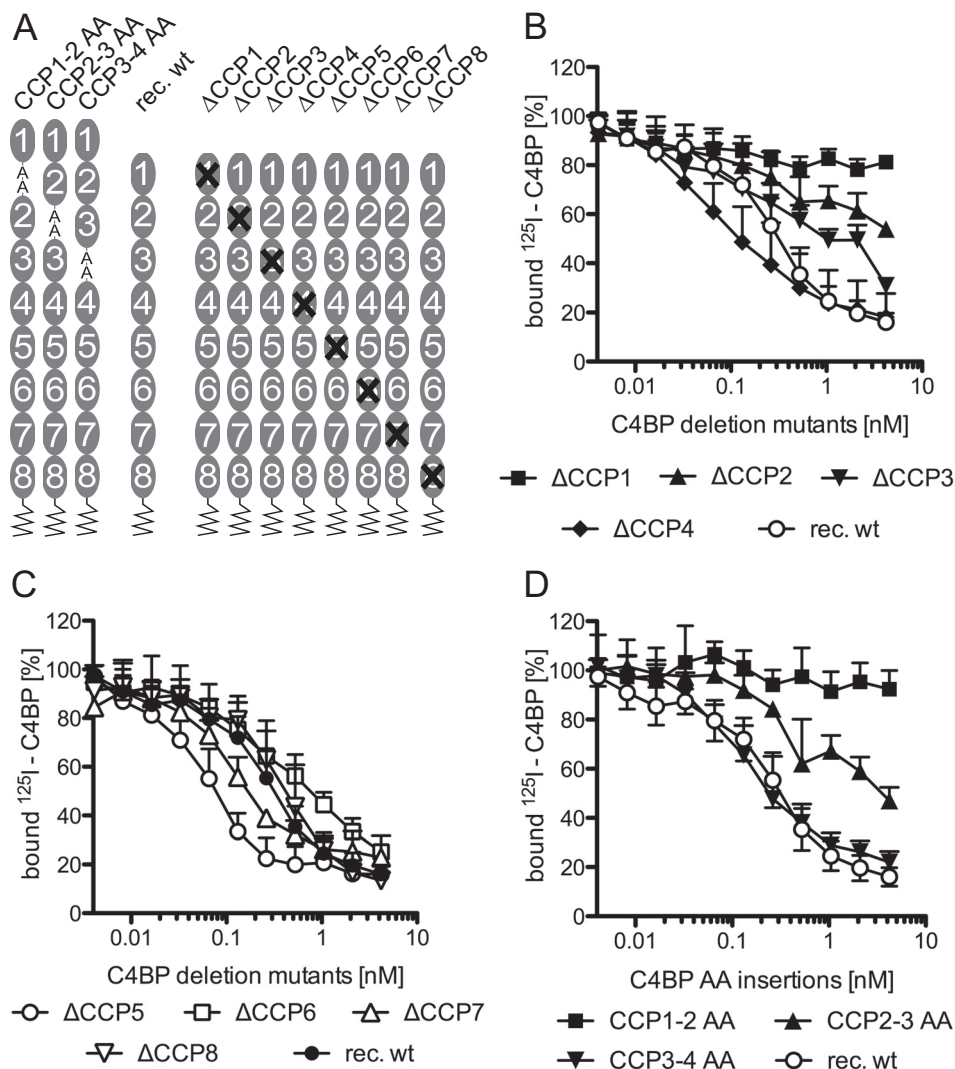 A
CCP1-2 AA
CCP2-3 AA
CCP3-4 AA
rec. wt
ΔCCP1
ΔCCP2
ΔCCP3
ΔCCP4
ΔCCP5
ΔCCP6
ΔCCP7
ΔCCP8
1 1 1
A A 2 2
2 A A 3
3 3 A A
4 4 4
5 5 5
6 6 6
7 7 7
8 8 8
1 1 1 1 1 1 1 1
2 2 2 2 2 2 2 2
3 3 3 3 3 3 3 3
4 4 4 4 4 4 4 4
5 5 5 5 5 5 5 5
6 6 6 6 6 6 6 6
7 7 7 7 7 7 7 7
8 8 8 8 8 8 8 8
B
bound ¹²⁵I - C4BP [%]
120
100
80
60
40
20
0
0.01 0.1 1 10
C4BP deletion mutants [nM]
ΔCCP1 ΔCCP2 ΔCCP3
ΔCCP4 rec. wt
C
bound ¹²⁵I - C4BP [%]
120
100
80
60
40
20
0
0.01 0.1 1 10
C4BP deletion mutants [nM]
ΔCCP5 ΔCCP6 ΔCCP7
ΔCCP8 rec. wt
D
bound ¹²⁵I - C4BP [%]
120
100
80
60
40
20
0
0.01 0.1 1 10
C4BP AA insertions [nM]
CCP1-2 AA CCP2-3 AA
CCP3-4 AA rec. wt